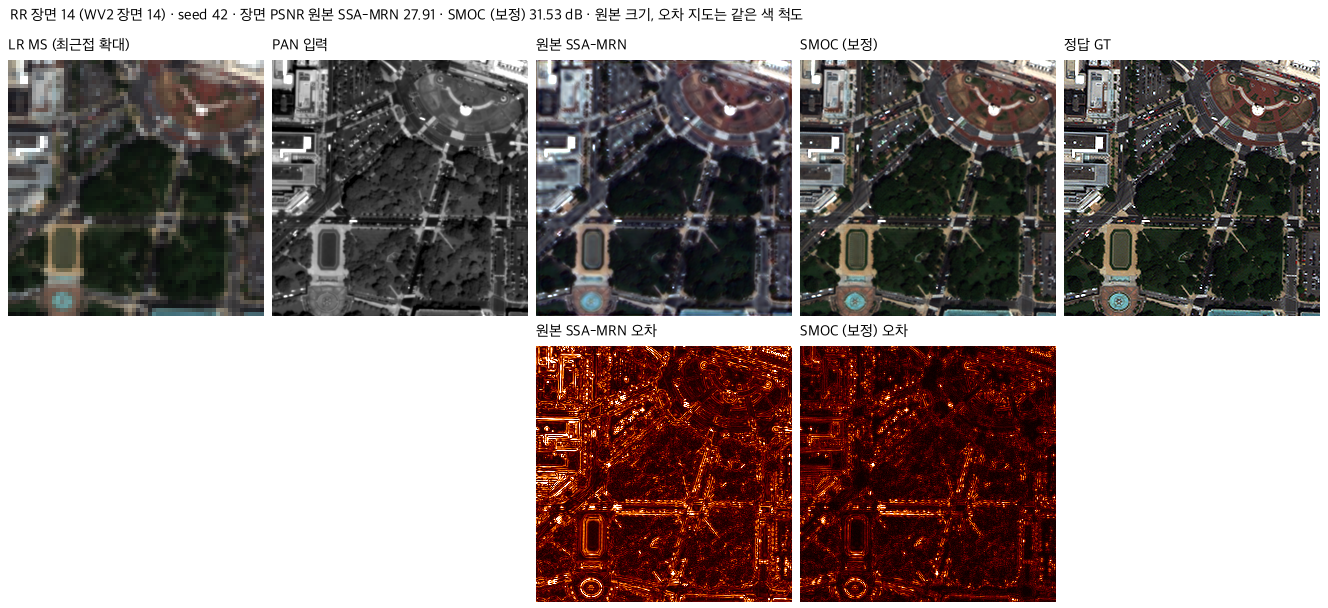 RR 장면 14 (WV2 장면 14) · seed 42 · 장면 PSNR 원본 SSA-MRN 27.91 · SMOC (보정) 31.53 dB · 원본 크기, 오차 지도는 같은 색 척도
LR MS (최근접 확대)
PAN 입력
원본 SSA-MRN
SMOC (보정)
정답 GT
원본 SSA-MRN 오차
SMOC (보정) 오차